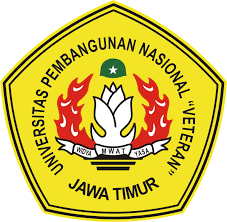 UNIVERSITAS PEMBANGUNAN NASIONAL "VETERAN"
WIDYA MWAT YASA
JAWA TIMUR